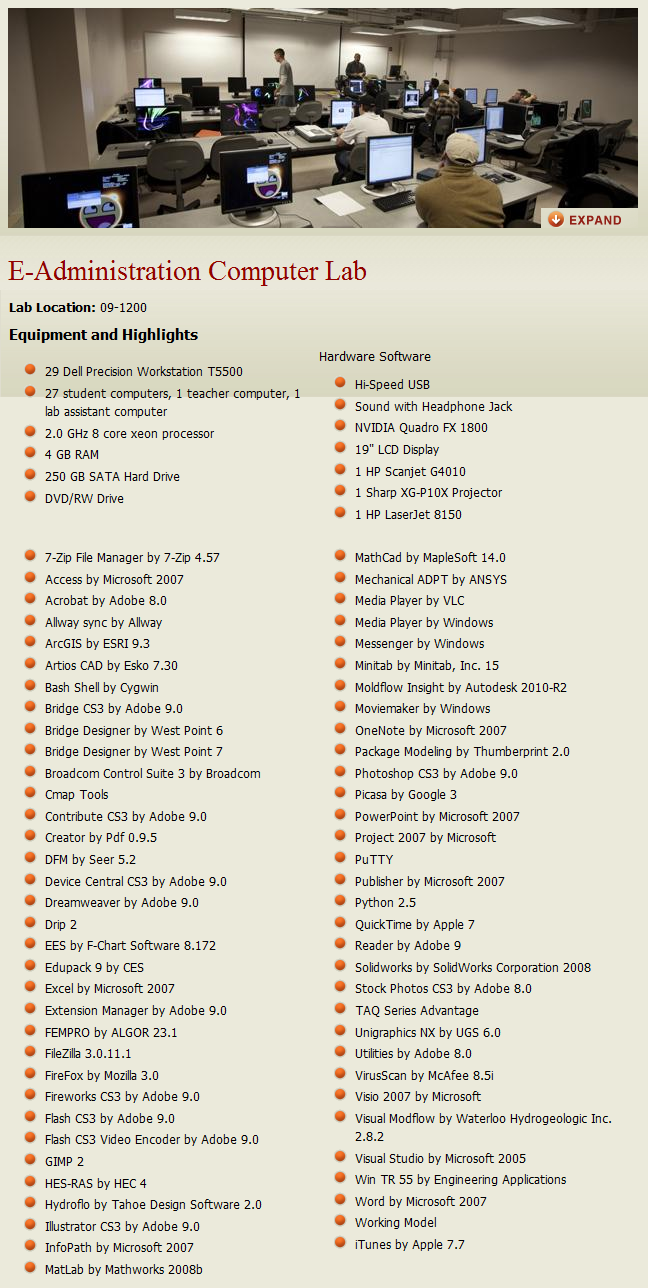 EXPAND
E-Administration Computer Lab
Lab Location: 09-1200
Equipment and Highlights
29 Dell Precision Workstation T5500
27 student computers, 1 teacher computer, 1
lab assistant computer
2.0 GHz 8 core xeon processor
4 GB RAM
250 GB SATA Hard Drive
DVD/RW Drive
Hardware Software
Hi-Speed USB
Sound with Headphone Jack
NVIDIA Quadro FX 1800
19" LCD Display
1 HP Scanjet G4010
1 Sharp XG-P10X Projector
1 HP LaserJet 8150
7-Zip File Manager by 7-Zip 4.57
Access by Microsoft 2007
Acrobat by Adobe 8.0
Allway sync by Allway
ArcGIS by ESRI 9.3
Artios CAD by Esko 7.30
Bash Shell by Cygwin
Bridge CS3 by Adobe 9.0
Bridge Designer by West Point 6
Bridge Designer by West Point 7
Broadcom Control Suite 3 by Broadcom
Cmap Tools
Contribute CS3 by Adobe 9.0
Creator by Pdf 0.9.5
DFM by Seer 5.2
Device Central CS3 by Adobe 9.0
Dreamweaver by Adobe 9.0
Drip 2
EES by F-Chart Software 8.172
Edupack 9 by CES
Excel by Microsoft 2007
Extension Manager by Adobe 9.0
FEMPRO by ALGOR 23.1
FileZilla 3.0.11.1
FireFox by Mozilla 3.0
Fireworks CS3 by Adobe 9.0
Flash CS3 by Adobe 9.0
Flash CS3 Video Encoder by Adobe 9.0
GIMP 2
HES-RAS by HEC 4
Hydroflo by Tahoe Design Software 2.0
Illustrator CS3 by Adobe 9.0
InfoPath by Microsoft 2007
MatLab by Mathworks 2008b
MathCad by MapleSoft 14.0
Mechanical ADPT by ANSYS
Media Player by VLC
Media Player by Windows
Messenger by Windows
Minitab by Minitab, Inc. 15
Moldflow Insight by Autodesk 2010-R2
Moviemaker by Windows
OneNote by Microsoft 2007
Package Modeling by Thumberprint 2.0
Photoshop CS3 by Adobe 9.0
Picasa by Google 3
PowerPoint by Microsoft 2007
Project 2007 by Microsoft
PuTTY
Publisher by Microsoft 2007
Python 2.5
QuickTime by Apple 7
Reader by Adobe 9
Solidworks by SolidWorks Corporation 2008
Stock Photos CS3 by Adobe 8.0
TAQ Series Advantage
Unigraphics NX by UGS 6.0
Utilities by Adobe 8.0
VirusScan by McAfee 8.5i
Visio 2007 by Microsoft
Visual Modflow by Waterloo Hydrogeologic Inc.
2.8.2
Visual Studio by Microsoft 2005
Win TR 55 by Engineering Applications
Word by Microsoft 2007
Working Model
iTunes by Apple 7.7